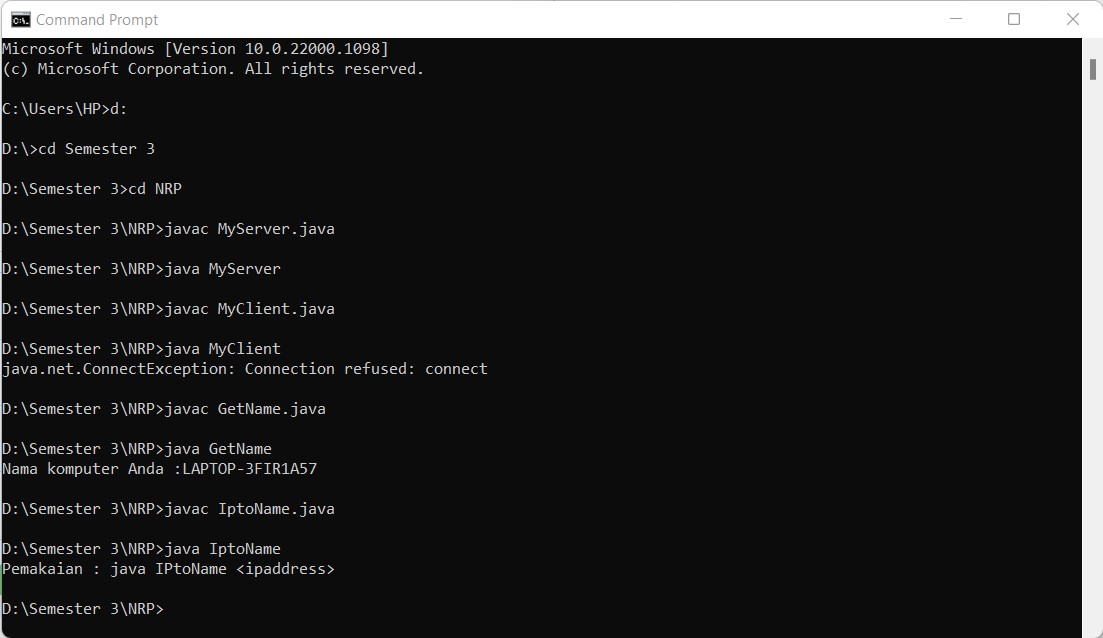 Command Prompt
Microsoft Windows [Version 10.0.22000.1098]
(c) Microsoft Corporation. All rights reserved.
C:\Users\HP>d:
D:\>cd Semester 3
D:\Semester 3>cd NRP
D:\Semester 3\NRP>javac MyServer.java
D:\Semester 3\NRP>java MyServer
D:\Semester 3\NRP>javac MyClient.java
D:\Semester 3\NRP>java MyClient
java.net.ConnectException: Connection refused: connect
D:\Semester 3\NRP>javac GetName.java
D:\Semester 3\NRP>java GetName
Nama komputer Anda :LAPTOP-3FIR1A57
D:\Semester 3\NRP>javac IptoName.java
D:\Semester 3\NRP>java IptoName
Pemakaian : java IPtoName <ipaddress>
D:\Semester 3\NRP>